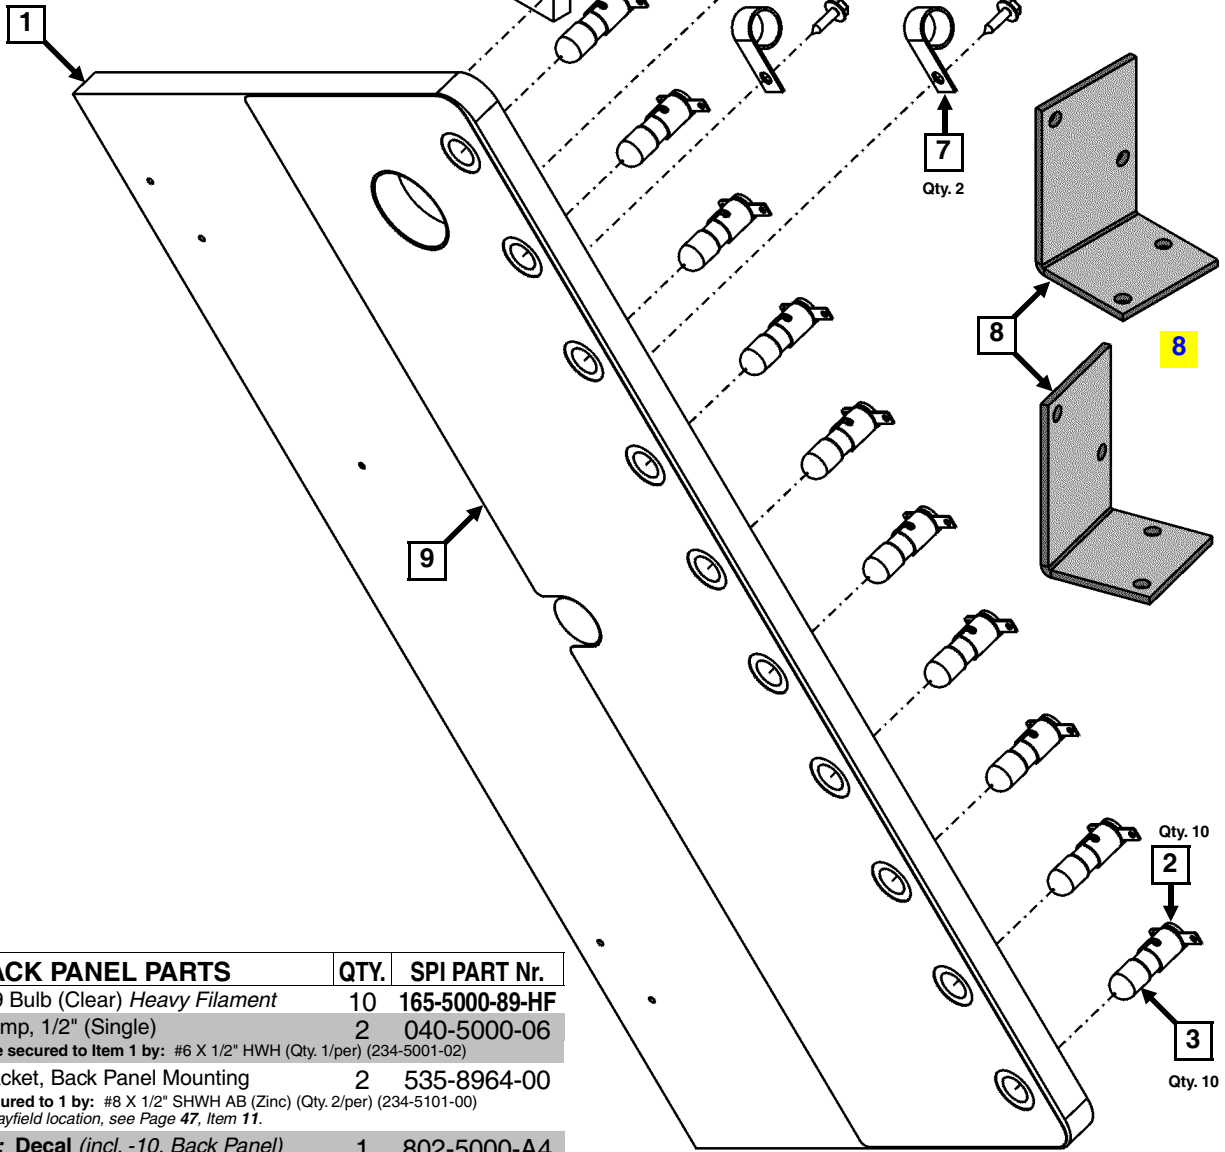 1
7
Qty. 2
8
8
9
Qty. 10
2
3
Qty. 10
ACK PANEL PARTS QTY. SPI PART Nr.
9 Bulb (Clear) Heavy Filament 10 165-5000-89-HF
mp, 1/2" (Single) 2 040-5000-06
e secured to Item 1 by: #6 X 1/2" HWH (Qty. 1/per) (234-5001-02)
cket, Back Panel Mounting 2 535-8964-00
ured to 1 by: #8 X 1/2" SHWH AB (Zinc) (Qty. 2/per) (234-5101-00)
ayfield location, see Page 47, Item 11.
: Decal (incl. -10, Back Panel) 1 802-5000-A4